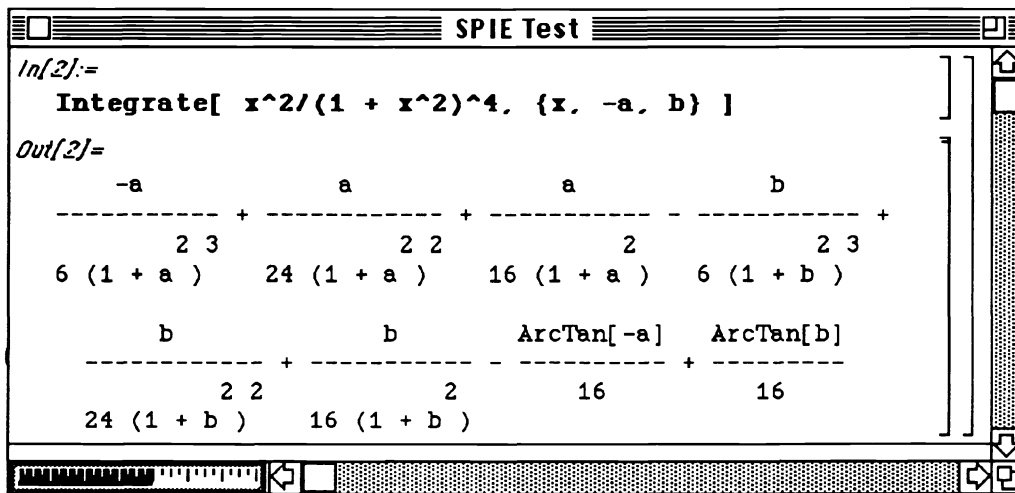 SPIE Test
In[2]:=
Integrate[ x^2/(1 + x^2)^4, {x, -a, b} ]
Out[2]=
-a a a b
----------- + ------------ + ----------- - ----------- +
2 3 2 2 2 2 3
6 (1 + a ) 24 (1 + a ) 16 (1 + a ) 6 (1 + b )
b b ArcTan[-a] ArcTan[b]
------------ + ----------- - ---------- + ---------
2 2 2 16 16
24 (1 + b ) 16 (1 + b )